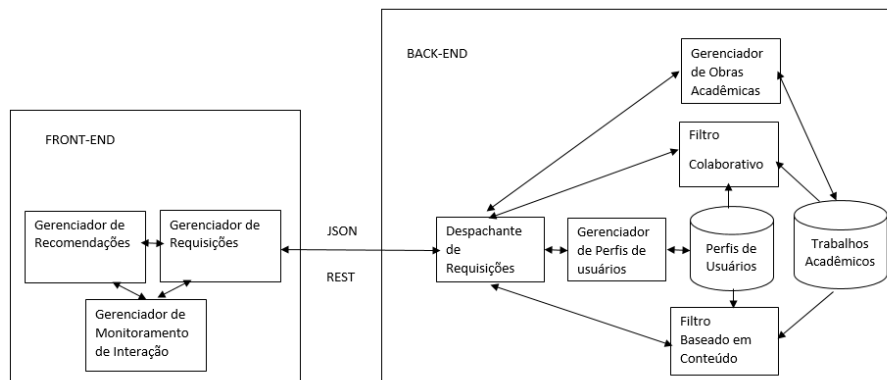 BACK-END
Gerenciador
de Obras
Acadêmicas
FRONT-END
Filtro
Colaborativo
Gerenciador de
Recomendações
Gerenciador de
Requisições
JSON
REST
Despachante
de
Requisições
Gerenciador
de Perfis de
usuários
Perfis de
Usuários
Trabalhos
Acadêmicos
Gerenciador de
Monitoramento
de Interação
Filtro
Baseado em
Conteúdo